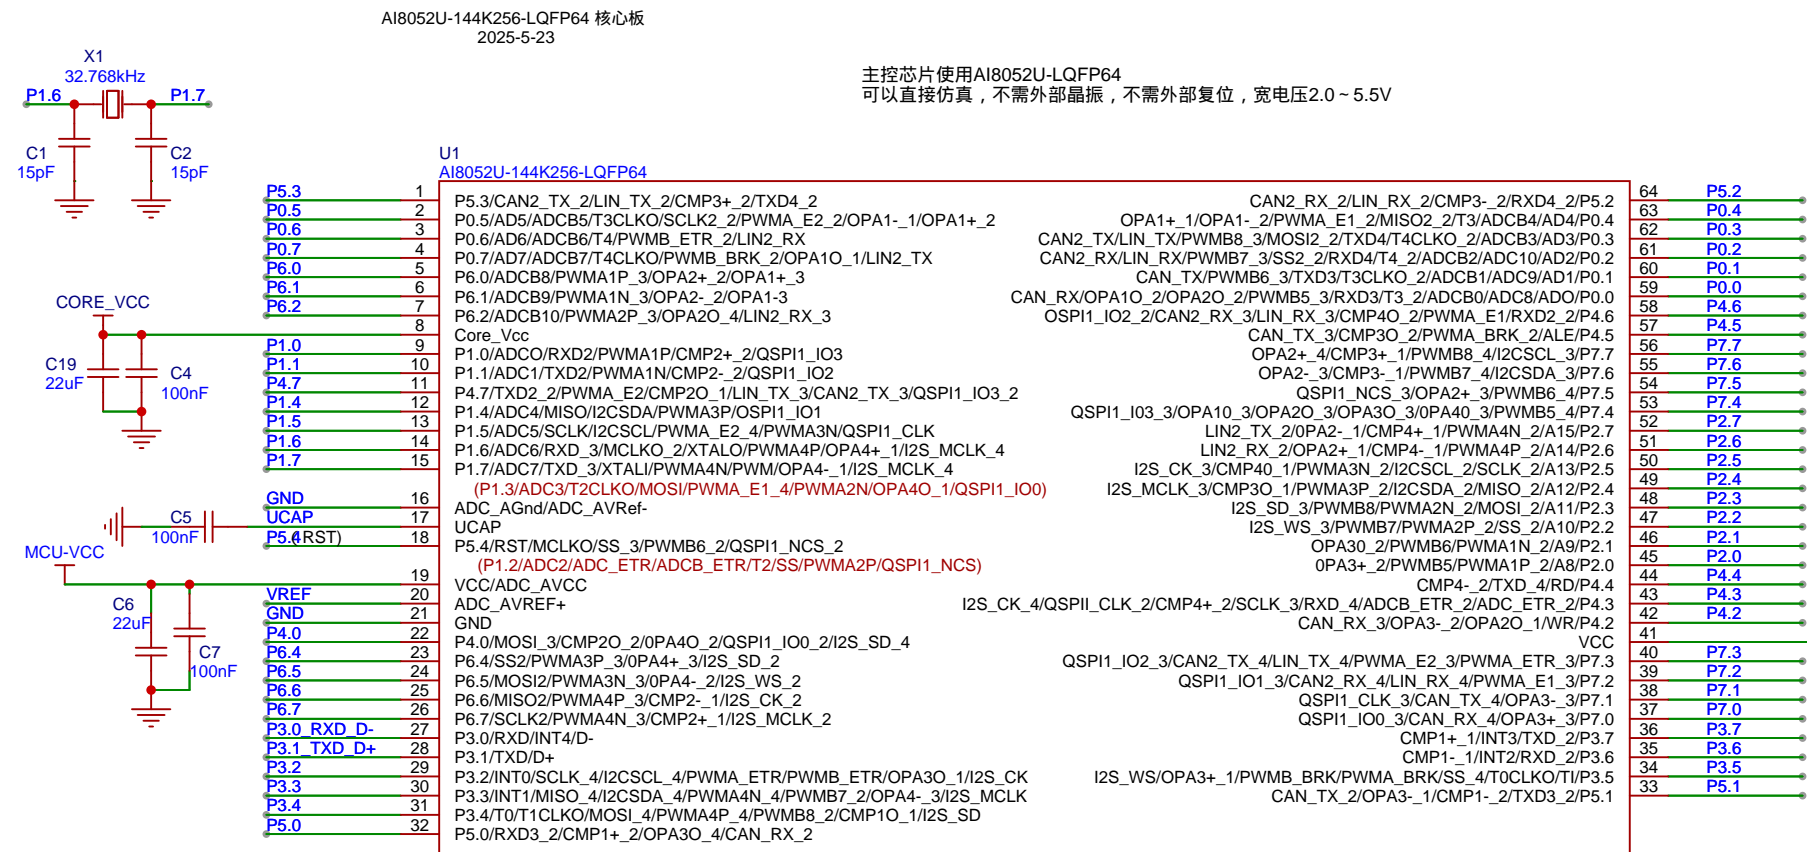 AI8052U-144K256-LQFP64 核心板
2025-5-23
主控芯片使用AI8052U-LQFP64
可以直接仿真，不需外部晶振，不需外部复位，宽电压2.0 ~ 5.5V
X1
32.768kHz
P1.6
P1.7
C1
15pF
C2
15pF
CORE_VCC
C19
22uF
C4
100nF
C5
100nF
MCU-VCC
C6
22uF
C7
100nF
U1
AI8052U-144K256-LQFP64
P5.3 1 P5.3/CAN2_TX_2/LIN_TX_2/CMP3+_2/TXD4_2
P0.5 2 P0.5/AD5/ADCB5/T3CLKO/SCLK2_2/PWMA_E2_2/OPA1-_1/OPA1+_2
P0.6 3 P0.6/AD6/ADCB6/T4/PWMB_ETR_2/LIN2_RX
P0.7 4 P0.7/AD7/ADCB7/T4CLKO/PWMB_BRK_2/OPA1O_1/LIN2_TX
P6.0 5 P6.0/ADCB8/PWMA1P_3/OPA2+_2/OPA1+_3
P6.1 6 P6.1/ADCB9/PWMA1N_3/OPA2-_2/OPA1-3
P6.2 7 P6.2/ADCB10/PWMA2P_3/OPA2O_4/LIN2_RX_3
8 Core_Vcc
P1.0 9 P1.0/ADCO/RXD2/PWMA1P/CMP2+_2/QSPI1_IO3
P1.1 10 P1.1/ADC1/TXD2/PWMA1N/CMP2-_2/QSPI1_IO2
P4.7 11 P4.7/TXD2_2/PWMA_E2/CMP2O_1/LIN_TX_3/CAN2_TX_3/QSPI1_IO3_2
P1.4 12 P1.4/ADC4/MISO/I2CSDA/PWMA3P/OSPI1_IO1
P1.5 13 P1.5/ADC5/SCLK/I2CSCL/PWMA_E2_4/PWMA3N/QSPI1_CLK
P1.6 14 P1.6/ADC6/RXD_3/MCLKO_2/XTALO/PWMA4P/OPA4+_1/I2S_MCLK_4
P1.7 15 P1.7/ADC7/TXD_3/XTALI/PWMA4N/PWM/OPA4-_1/I2S_MCLK_4
(P1.3/ADC3/T2CLKO/MOSI/PWMA_E1_4/PWMA2N/OPA4O_1/QSPI1_IO0)
GND 16 ADC_AGnd/ADC_AVRef-
UCAP 17 UCAP
P5.4(RST) 18 P5.4/RST/MCLKO/SS_3/PWMB6_2/QSPI1_NCS_2
(P1.2/ADC2/ADC_ETR/ADCB_ETR/T2/SS/PWMA2P/QSPI1_NCS)
19 VCC/ADC_AVCC
VREF 20 ADC_AVREF+
GND 21 GND
P4.0 22 P4.0/MOSI_3/CMP2O_2/0PA4O_2/QSPI1_IO0_2/I2S_SD_4
P6.4 23 P6.4/SS2/PWMA3P_3/0PA4+_3/I2S_SD_2
P6.5 24 P6.5/MOSI2/PWMA3N_3/0PA4-_2/I2S_WS_2
P6.6 25 P6.6/MISO2/PWMA4P_3/CMP2-_1/I2S_CK_2
P6.7 26 P6.7/SCLK2/PWMA4N_3/CMP2+_1/I2S_MCLK_2
P3.0_RXD_D- 27 P3.0/RXD/INT4/D-
P3.1_TXD_D+ 28 P3.1/TXD/D+
P3.2 29 P3.2/INT0/SCLK_4/I2CSCL_4/PWMA_ETR/PWMB_ETR/OPA3O_1/I2S_CK
P3.3 30 P3.3/INT1/MISO_4/I2CSDA_4/PWMA4N_4/PWMB7_2/OPA4-_3/I2S_MCLK
P3.4 31 P3.4/T0/T1CLKO/MOSI_4/PWMA4P_4/PWMB8_2/CMP1O_1/I2S_SD
P5.0 32 P5.0/RXD3_2/CMP1+_2/OPA3O_4/CAN_RX_2
CAN2_RX_2/LIN_RX_2/CMP3-_2/RXD4_2/P5.2 64 P5.2
OPA1+_1/OPA1-_2/PWMA_E1_2/MISO2_2/T3/ADCB4/AD4/P0.4 63 P0.4
CAN2_TX/LIN_TX/PWMB8_3/MOSI2_2/TXD4/T4CLKO_2/ADCB3/AD3/P0.3 62 P0.3
CAN2_RX/LIN_RX/PWMB7_3/SS2_2/RXD4/T4_2/ADCB2/ADC10/AD2/P0.2 61 P0.2
CAN_TX/PWMB6_3/TXD3/T3CLKO_2/ADCB1/ADC9/AD1/P0.1 60 P0.1
CAN_RX/OPA1O_2/OPA2O_2/PWMB5_3/RXD3/T3_2/ADCB0/ADC8/ADO/P0.0 59 P0.0
OSPI1_IO2_2/CAN2_RX_3/LIN_RX_3/CMP4O_2/PWMA_E1/RXD2_2/P4.6 58 P4.6
CAN_TX_3/CMP3O_2/PWMA_BRK_2/ALE/P4.5 57 P4.5
OPA2+_4/CMP3+_1/PWMB8_4/I2CSCL_3/P7.7 56 P7.7
OPA2-_3/CMP3-_1/PWMB7_4/I2CSDA_3/P7.6 55 P7.6
QSPI1_NCS_3/OPA2+_3/PWMB6_4/P7.5 54 P7.5
QSPI1_I03_3/OPA10_3/OPA2O_3/OPA3O_3/0PA40_3/PWMB5_4/P7.4 53 P7.4
LIN2_TX_2/0PA2-_1/CMP4+_1/PWMA4N_2/A15/P2.7 52 P2.7
LIN2_RX_2/OPA2+_1/CMP4-_1/PWMA4P_2/A14/P2.6 51 P2.6
I2S_CK_3/CMP40_1/PWMA3N_2/I2CSCL_2/SCLK_2/A13/P2.5 50 P2.5
I2S_MCLK_3/CMP3O_1/PWMA3P_2/I2CSDA_2/MISO_2/A12/P2.4 49 P2.4
I2S_SD_3/PWMB8/PWMA2N_2/MOSI_2/A11/P2.3 48 P2.3
I2S_WS_3/PWMB7/PWMA2P_2/SS_2/A10/P2.2 47 P2.2
OPA30_2/PWMB6/PWMA1N_2/A9/P2.1 46 P2.1
0PA3+_2/PWMB5/PWMA1P_2/A8/P2.0 45 P2.0
CMP4-_2/TXD_4/RD/P4.4 44 P4.4
I2S_CK_4/QSPII_CLK_2/CMP4+_2/SCLK_3/RXD_4/ADCB_ETR_2/ADC_ETR_2/P4.3 43 P4.3
CAN_RX_3/OPA3-_2/OPA2O_1/WR/P4.2 42 P4.2
VCC 41
QSPI1_IO2_3/CAN2_TX_4/LIN_TX_4/PWMA_E2_3/PWMA_ETR_3/P7.3 40 P7.3
QSPI1_IO1_3/CAN2_RX_4/LIN_RX_4/PWMA_E1_3/P7.2 39 P7.2
QSPI1_CLK_3/CAN_TX_4/OPA3-_3/P7.1 38 P7.1
QSPI1_IO0_3/CAN_RX_4/OPA3+_3/P7.0 37 P7.0
CMP1+_1/INT3/TXD_2/P3.7 36 P3.7
CMP1-_1/INT2/RXD_2/P3.6 35 P3.6
I2S_WS/OPA3+_1/PWMB_BRK/PWMA_BRK/SS_4/T0CLKO/TI/P3.5 34 P3.5
CAN_TX_2/OPA3-_1/CMP1-_2/TXD3_2/P5.1 33 P5.1